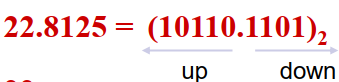 22.8125 = (10110.1101)₂
up down